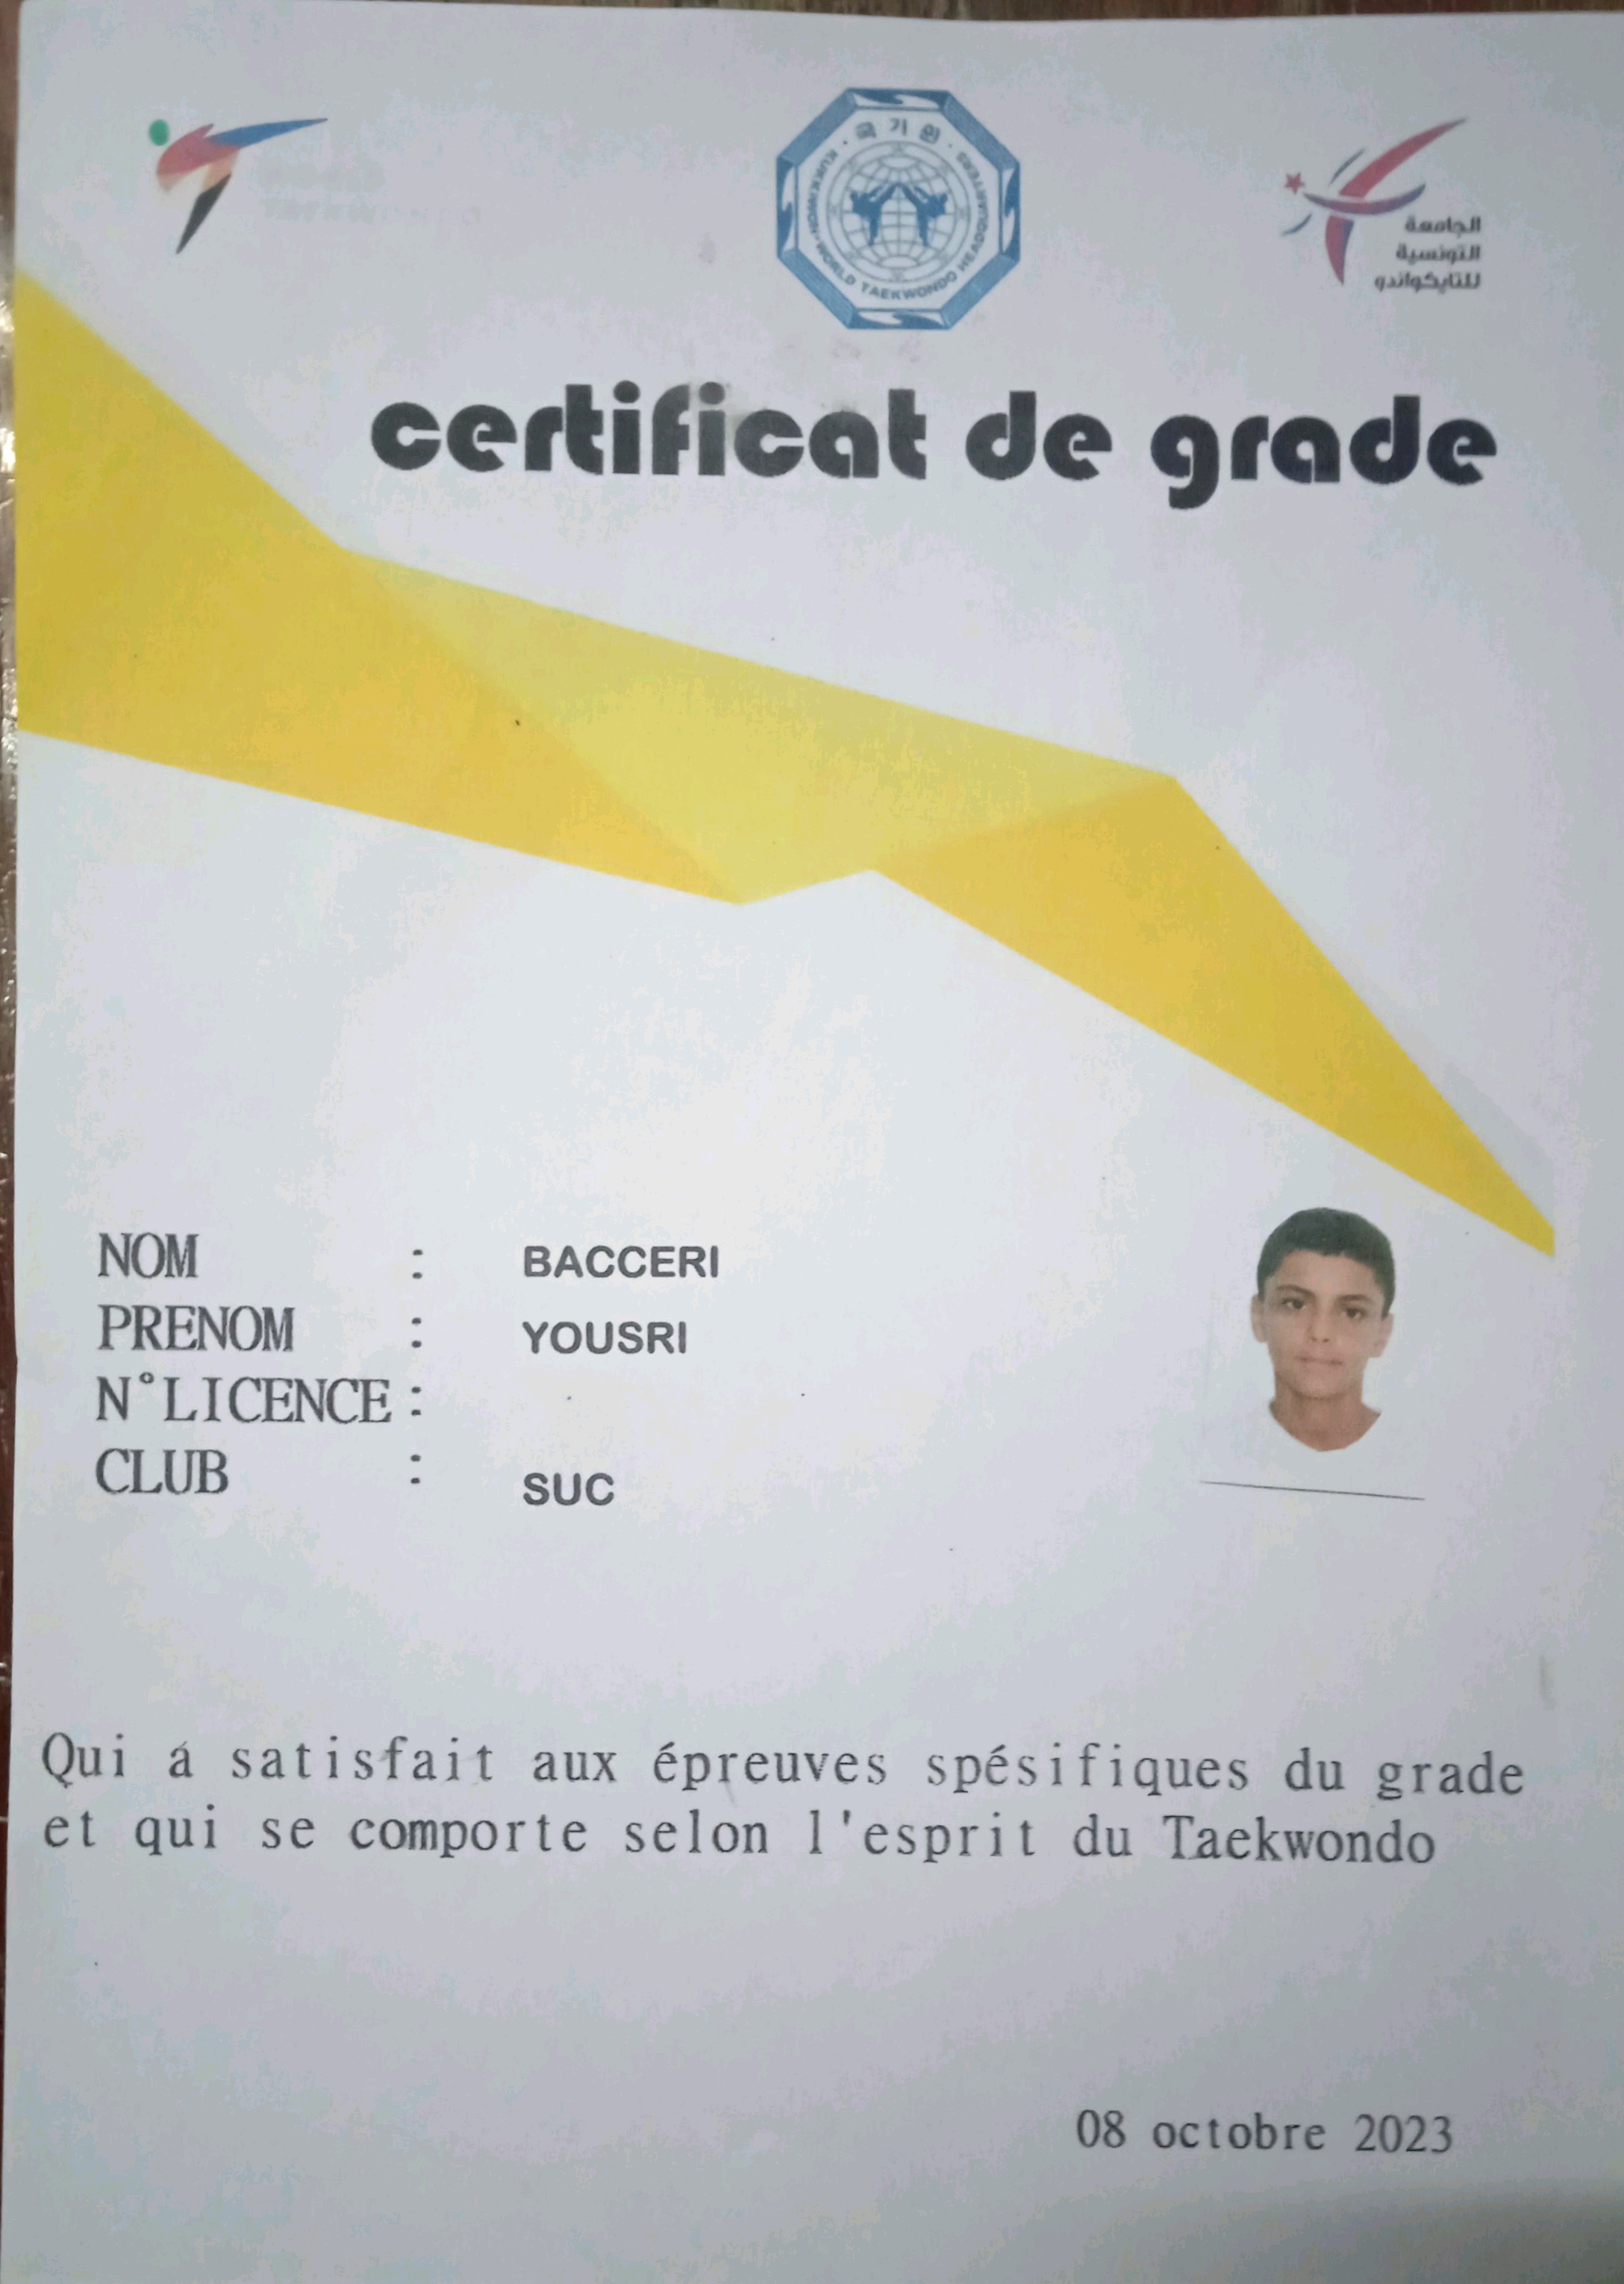 WORLD
TAEKWONDO
국기원
KUKKIWON·WORLD TAEKWONDO HEADQUARTERS
الجامعة
التونسية
للتايكواندو
certificat de grade
NOM : BACCERI
PRENOM : YOUSRI
N°LICENCE :
CLUB : SUC
Qui á satisfait aux épreuves spésifiques du grade
et qui se comporte selon l'esprit du Taekwondo
08 octobre 2023